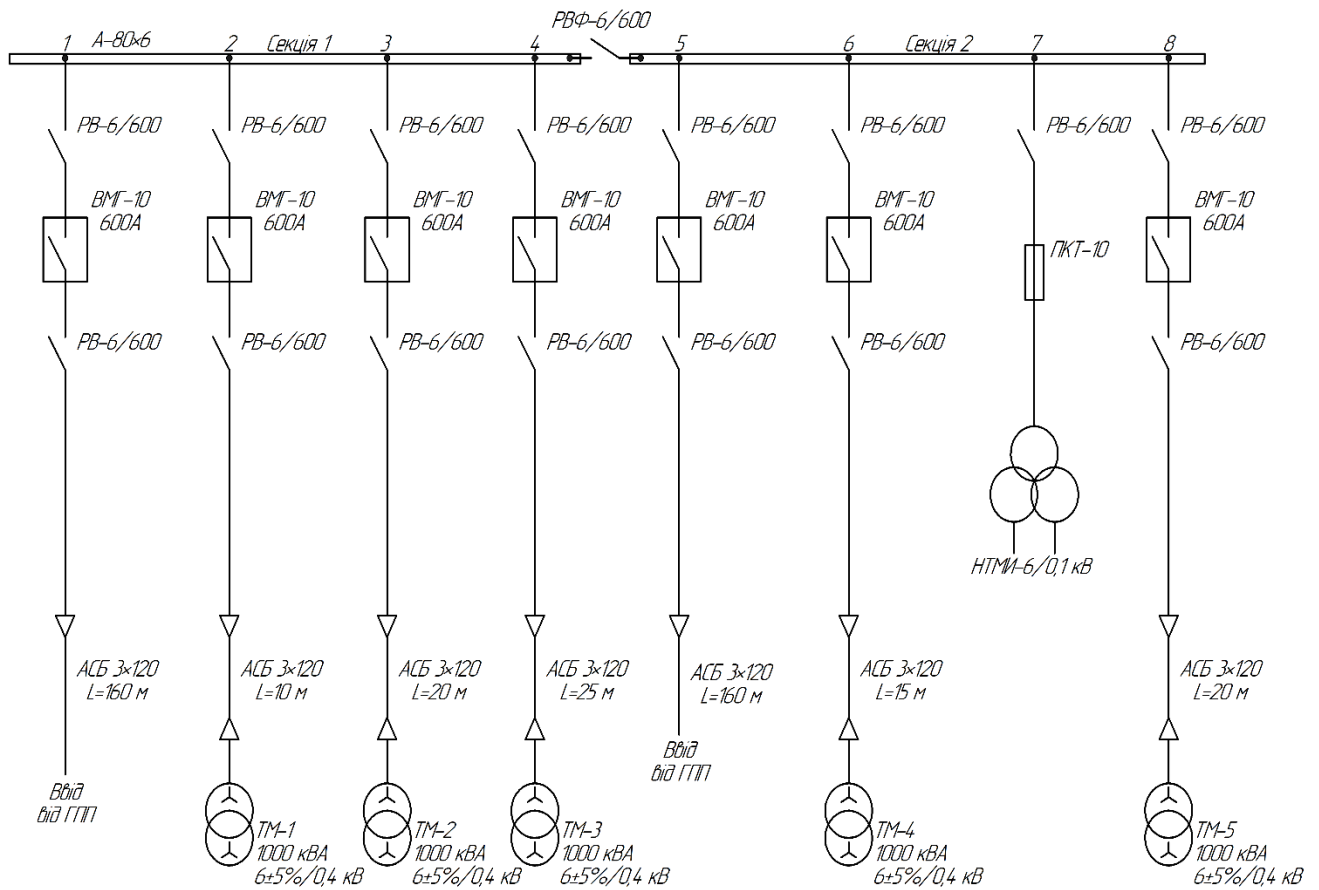 РВФ-6/600
1 А-80×6 2 Секція 1 3 4 5 6 Секція 2 7 8
РВ-6/600 РВ-6/600 РВ-6/600 РВ-6/600 РВ-6/600 РВ-6/600 РВ-6/600 РВ-6/600
ВМГ-10 ВМГ-10 ВМГ-10 ВМГ-10 ВМГ-10 ВМГ-10 ВМГ-10
600А 600А 600А 600А 600А 600А 600А
ПКТ-10
РВ-6/600 РВ-6/600 РВ-6/600 РВ-6/600 РВ-6/600 РВ-6/600 РВ-6/600
НТМИ-6/0,1 кВ
АСБ 3×120 АСБ 3×120 АСБ 3×120 АСБ 3×120 АСБ 3×120 АСБ 3×120 АСБ 3×120
L=160 м L=10 м L=20 м L=25 м L=160 м L=15 м L=20 м
Ввід
від ГПП
Ввід
від ГПП
ТМ-1 ТМ-2 ТМ-3 ТМ-4 ТМ-5
1000 кВА 1000 кВА 1000 кВА 1000 кВА 1000 кВА
6±5%/0,4 кВ 6±5%/0,4 кВ 6±5%/0,4 кВ 6±5%/0,4 кВ 6±5%/0,4 кВ